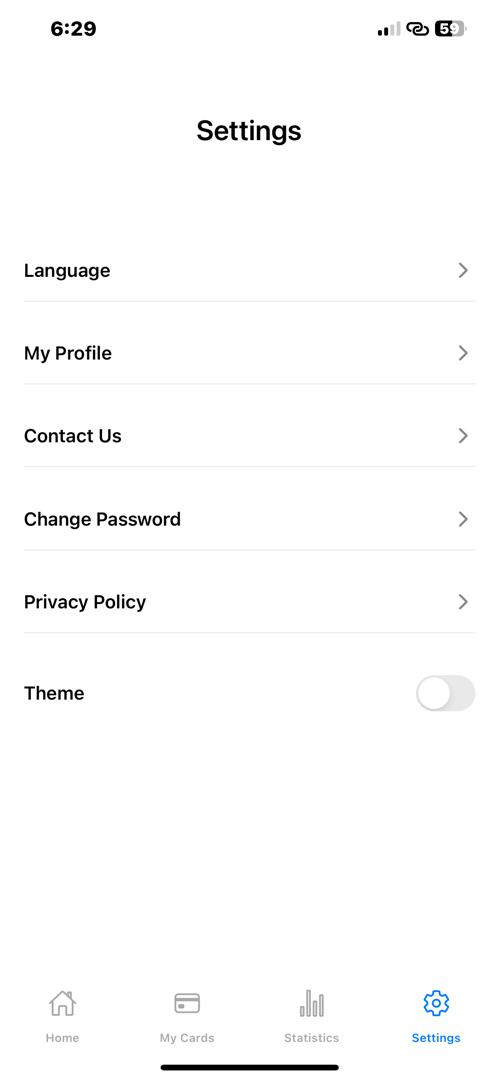 6:29
59
Settings
Language
My Profile
Contact Us
Change Password
Privacy Policy
Theme
Home
My Cards
Statistics
Settings